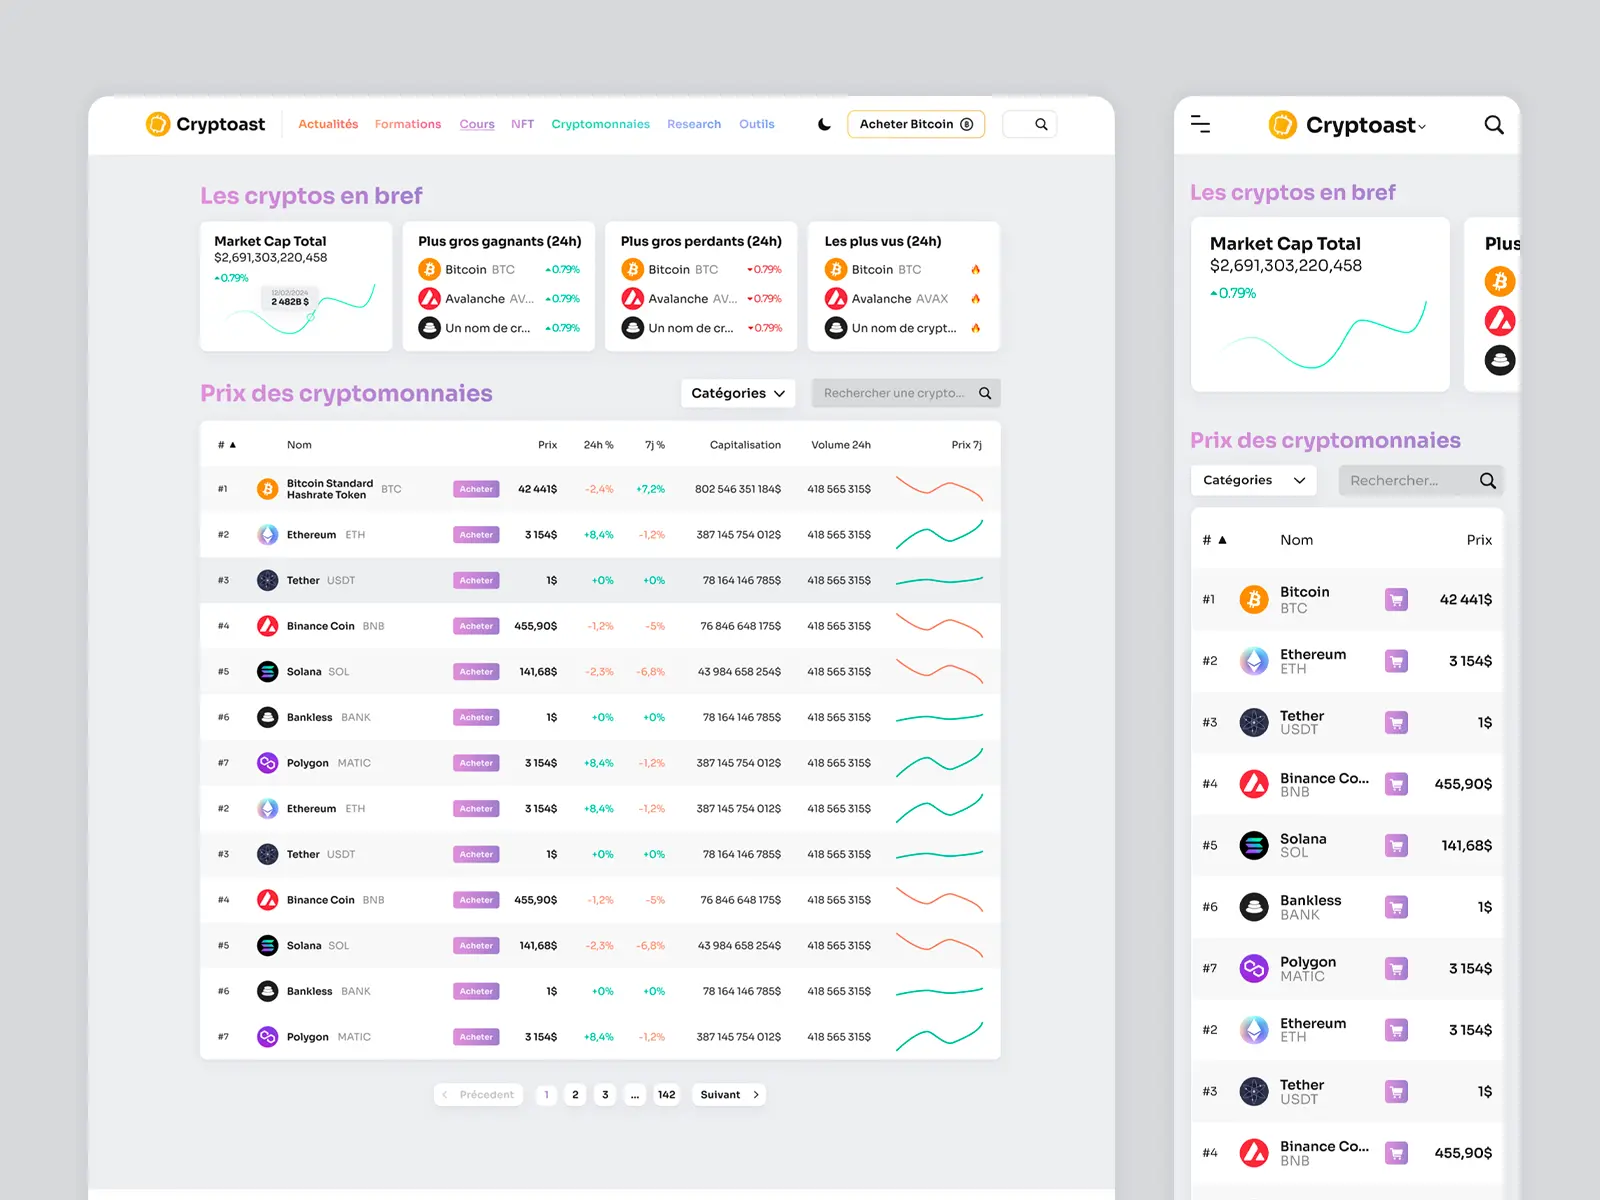 Cryptoast
Actualités Formations Cours NFT Cryptomonnaies Research Outils
Acheter Bitcoin
Les cryptos en bref
Market Cap Total
$2,691,303,220,458
0.79%
12/02/2024
2 482B $
Plus gros gagnants (24h)
Bitcoin BTC 0.79%
Avalanche AV... 0.79%
Un nom de cr... 0.79%
Plus gros perdants (24h)
Bitcoin BTC 0.79%
Avalanche AV... 0.79%
Un nom de cr... 0.79%
Les plus vus (24h)
Bitcoin BTC
Avalanche AVAX
Un nom de crypt...
Prix des cryptomonnaies
Catégories
Rechercher une crypto...
# ▲ Nom Prix 24h % 7j % Capitalisation Volume 24h Prix 7j
#1 Bitcoin Standard
Hashrate Token BTC Acheter 42 441$ -2,4% +7,2% 802 546 351 184$ 418 565 315$
#2 Ethereum ETH Acheter 3 154$ +8,4% -1,2% 387 145 754 012$ 418 565 315$
#3 Tether USDT Acheter 1$ +0% +0% 78 164 146 785$ 418 565 315$
#4 Binance Coin BNB Acheter 455,90$ -1,2% -5% 76 846 648 175$ 418 565 315$
#5 Solana SOL Acheter 141,68$ -2,3% -6,8% 43 984 658 254$ 418 565 315$
#6 Bankless BANK Acheter 1$ +0% +0% 78 164 146 785$ 418 565 315$
#7 Polygon MATIC Acheter 3 154$ +8,4% -1,2% 387 145 754 012$ 418 565 315$
#2 Ethereum ETH Acheter 3 154$ +8,4% -1,2% 387 145 754 012$ 418 565 315$
#3 Tether USDT Acheter 1$ +0% +0% 78 164 146 785$ 418 565 315$
#4 Binance Coin BNB Acheter 455,90$ -1,2% -5% 76 846 648 175$ 418 565 315$
#5 Solana SOL Acheter 141,68$ -2,3% -6,8% 43 984 658 254$ 418 565 315$
#6 Bankless BANK Acheter 1$ +0% +0% 78 164 146 785$ 418 565 315$
#7 Polygon MATIC Acheter 3 154$ +8,4% -1,2% 387 145 754 012$ 418 565 315$
Précedent 1 2 3 ... 142 Suivant
Cryptoast
Les cryptos en bref
Market Cap Total
$2,691,303,220,458
0.79%
Plus
Prix des cryptomonnaies
Catégories
Rechercher...
# ▲ Nom Prix
#1 Bitcoin
BTC 42 441$
#2 Ethereum
ETH 3 154$
#3 Tether
USDT 1$
#4 Binance Co...
BNB 455,90$
#5 Solana
SOL 141,68$
#6 Bankless
BANK 1$
#7 Polygon
MATIC 3 154$
#2 Ethereum
ETH 3 154$
#3 Tether
USDT 1$
#4 Binance Co...
BNB 455,90$